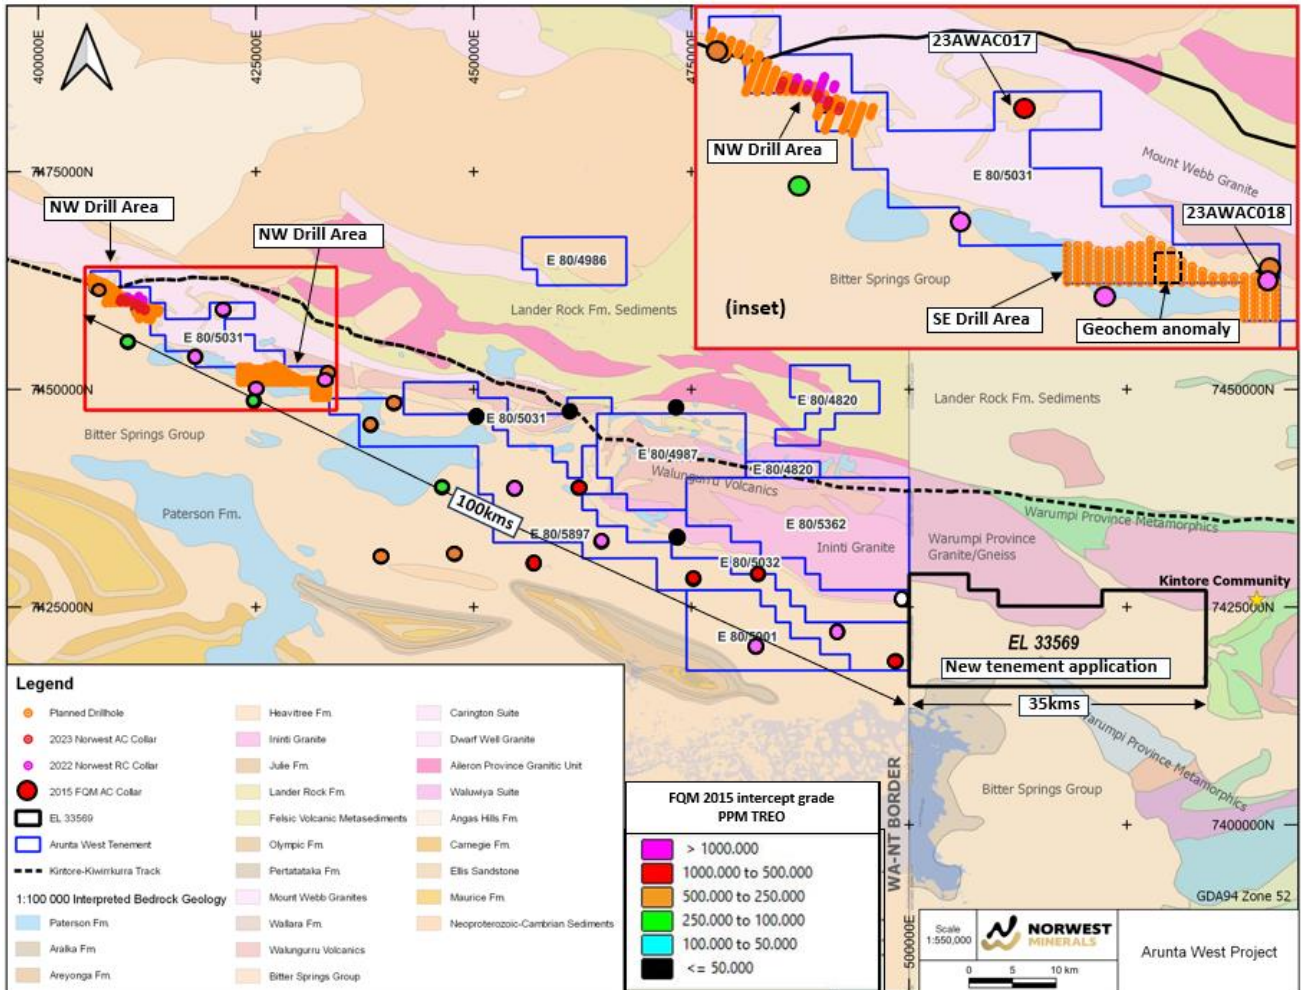 400000E
425000E
450000E
475000E
7475000N
NW Drill Area
NW Drill Area
E 80/4986
Lander Rock Fm. Sediments
E 80/5031
7450000N
Bitter Springs Group
E 80/5031
E 80/4820
Lander Rock Fm. Sediments
7450000N
E 80/4987
E 80/4820
Walungurru Volcanics
100kms
Paterson Fm.
E 80/5897
E 80/5362
Ininti Granite
Warumpi Province Metamorphics
Warumpi Province
Granite/Gneiss
E 80/5032
Kintore Community
7425000N
7425000N
E 80/5001
EL 33569
New tenement application
35kms
Warumpi Province Metamorphics
WA-NT BORDER
Bitter Springs Group
7400000N
GDA94 Zone 52
500000E
23AWAC017
NW Drill Area
E 80/5031
Mount Webb Granite
23AWAC018
Bitter Springs Group
(inset)
SE Drill Area
Geochem anomaly
Legend
Planned Drillhole
2023 Norwest AC Collar
2022 Norwest RC Collar
2015 FQM AC Collar
EL 33569
Arunta West Tenement
Kintore-Kiwirrkurra Track
1:100 000 Interpreted Bedrock Geology
Paterson Fm.
Aralka Fm.
Areyonga Fm.
Heavitree Fm.
Ininti Granite
Julie Fm.
Lander Rock Fm.
Felsic Volcanic Metasediments
Olympic Fm.
Pertatataka Fm.
Mount Webb Granites
Wallara Fm.
Walungurru Volcanics
Bitter Springs Group
Carington Suite
Dwarf Well Granite
Aileron Province Granitic Unit
Waluwiya Suite
Angas Hills Fm.
Carnegie Fm.
Ellis Sandstone
Maurice Fm.
Neoproterozoic-Cambrian Sediments
FQM 2015 intercept grade
PPM TREO
> 1000.000
1000.000 to 500.000
500.000 to 250.000
250.000 to 100.000
100.000 to 50.000
<= 50.000
Scale
1:550,000
NORWEST
MINERALS
0 5 10 km
Arunta West Project